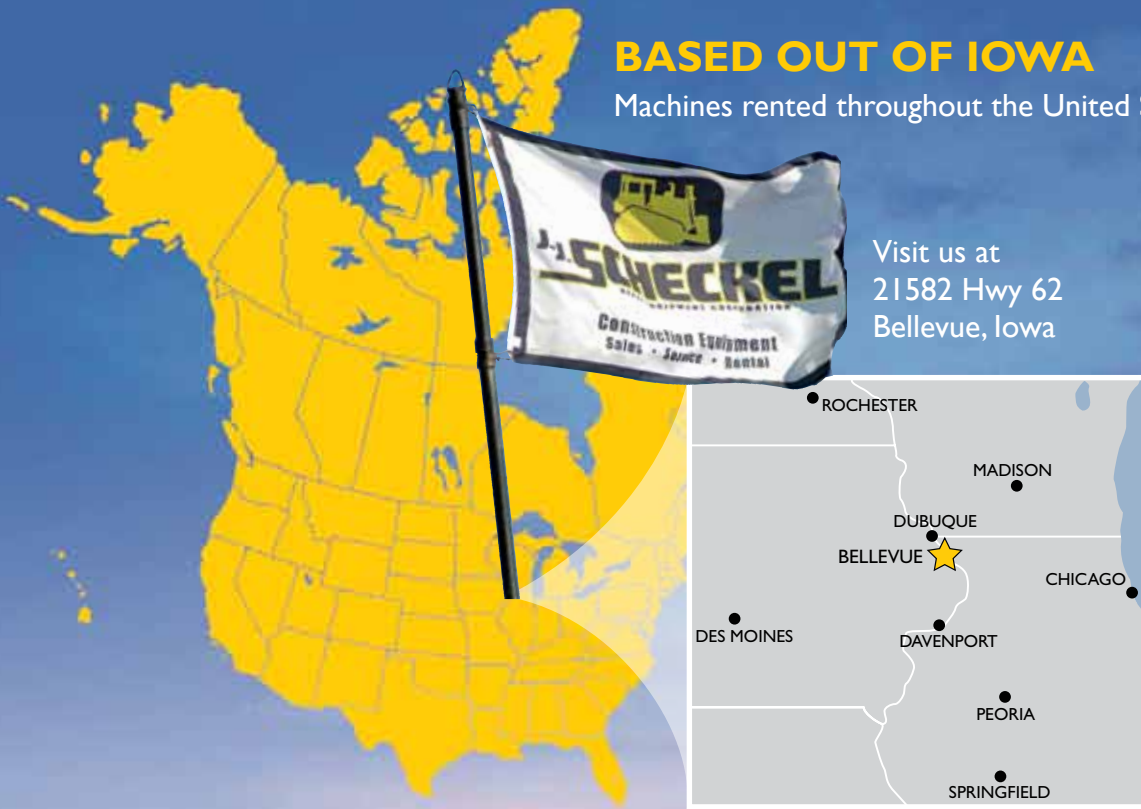 BASED OUT OF IOWA
Machines rented throughout the United
J.J. SCHECKEL
Construction Equipment
Sales • Service • Rental
Visit us at
21582 Hwy 62
Bellevue, Iowa
ROCHESTER
MADISON
DUBUQUE
BELLEVUE
CHICAGO
DES MOINES
DAVENPORT
PEORIA
SPRINGFIELD